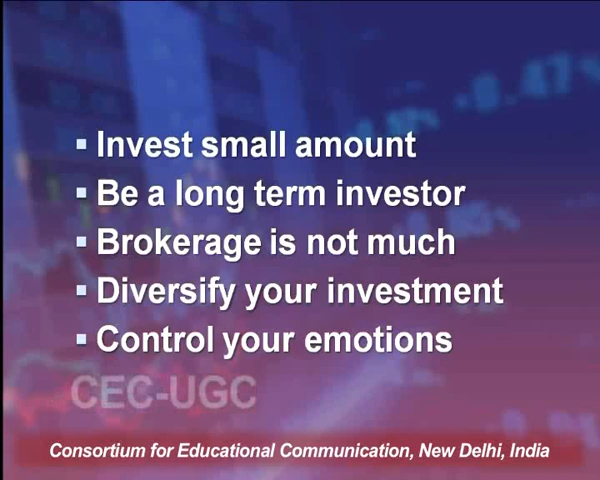 ▪ Invest small amount
▪ Be a long term investor
▪ Brokerage is not much
▪ Diversify your investment
▪ Control your emotions
CEC-UGC
Consortium for Educational Communication, New Delhi, India